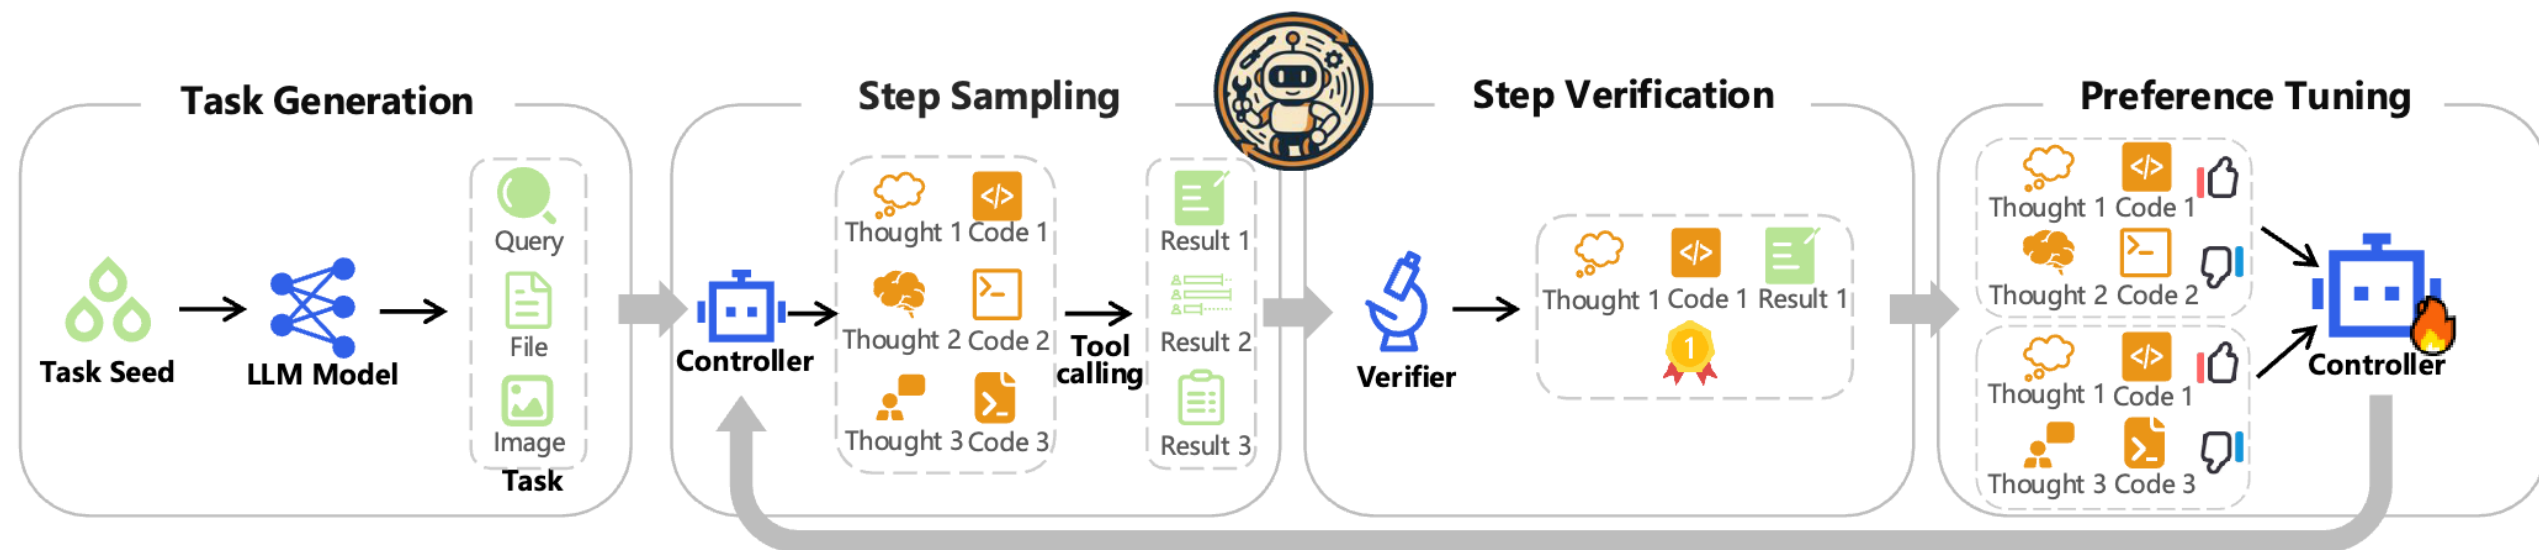 Task Generation
Task Seed
LLM Model
Query
File
Image
Task
Step Sampling
Controller
Thought 1 Code 1
Thought 2 Code 2
Thought 3 Code 3
Tool
calling
Result 1
Result 2
Result 3
Step Verification
Verifier
Thought 1 Code 1 Result 1
1
Preference Tuning
Thought 1 Code 1
Thought 2 Code 2
Thought 1 Code 1
Thought 3 Code 3
Controller